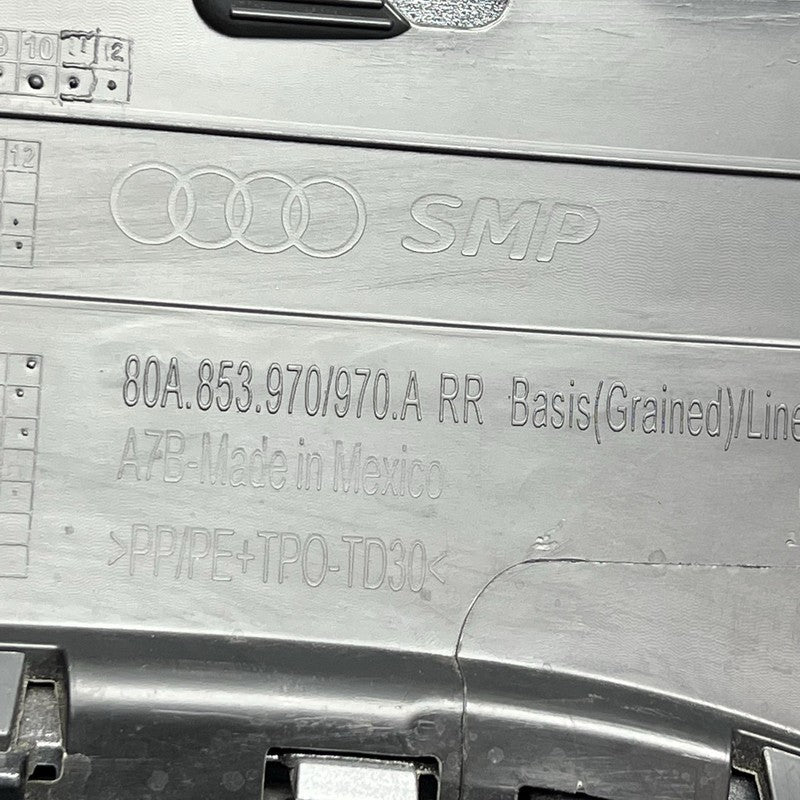 9 10 11 12
12
SMP
80A.853.970/970.A RR Basis(Grained)/Line
A7B-Made in Mexico
>PP/PE+TPO-TD30<